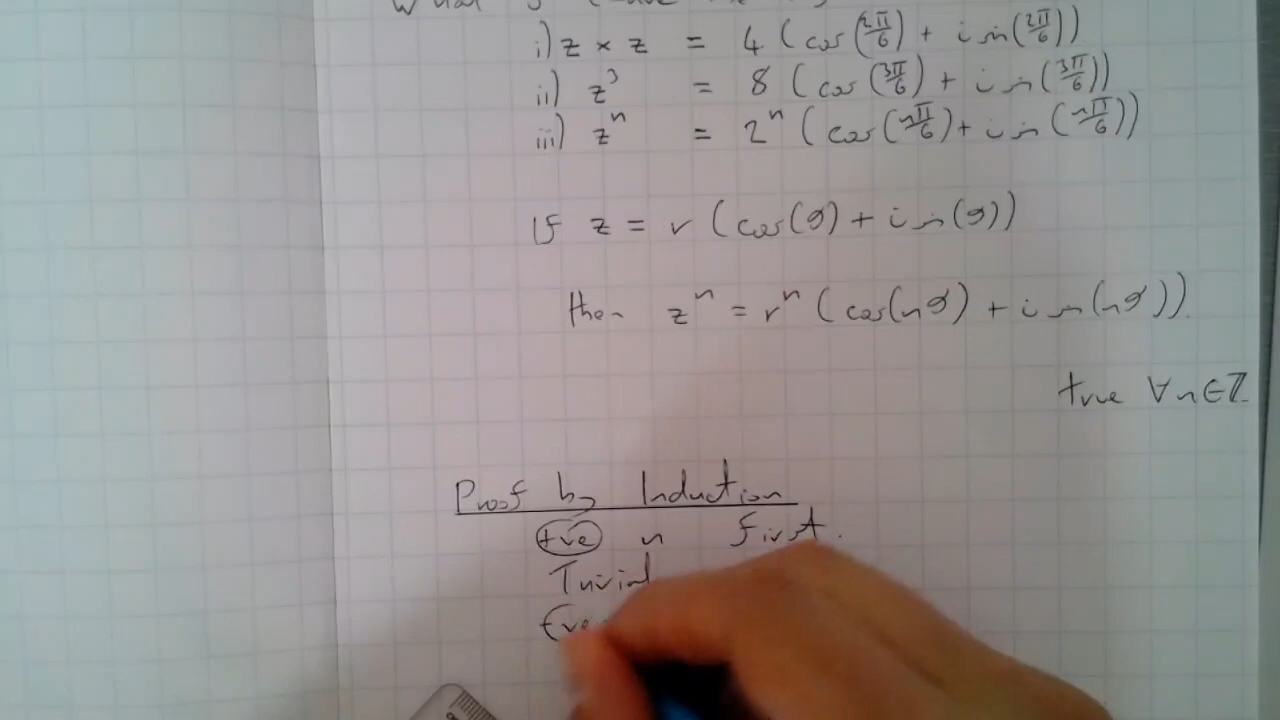 i) z × z = 4 (cos(2π/6) + i sin(2π/6))
ii) z³ = 8 (cos(3π/6) + i sin(3π/6))
iii) zⁿ = 2ⁿ (cos(nπ/6) + i sin(nπ/6))
If z = r (cos(θ) + i sin(θ))
then zⁿ = rⁿ (cos(nθ) + i sin(nθ)).
true ∀n∈ℤ
Proof by Induction
+ve n first.
Trivial